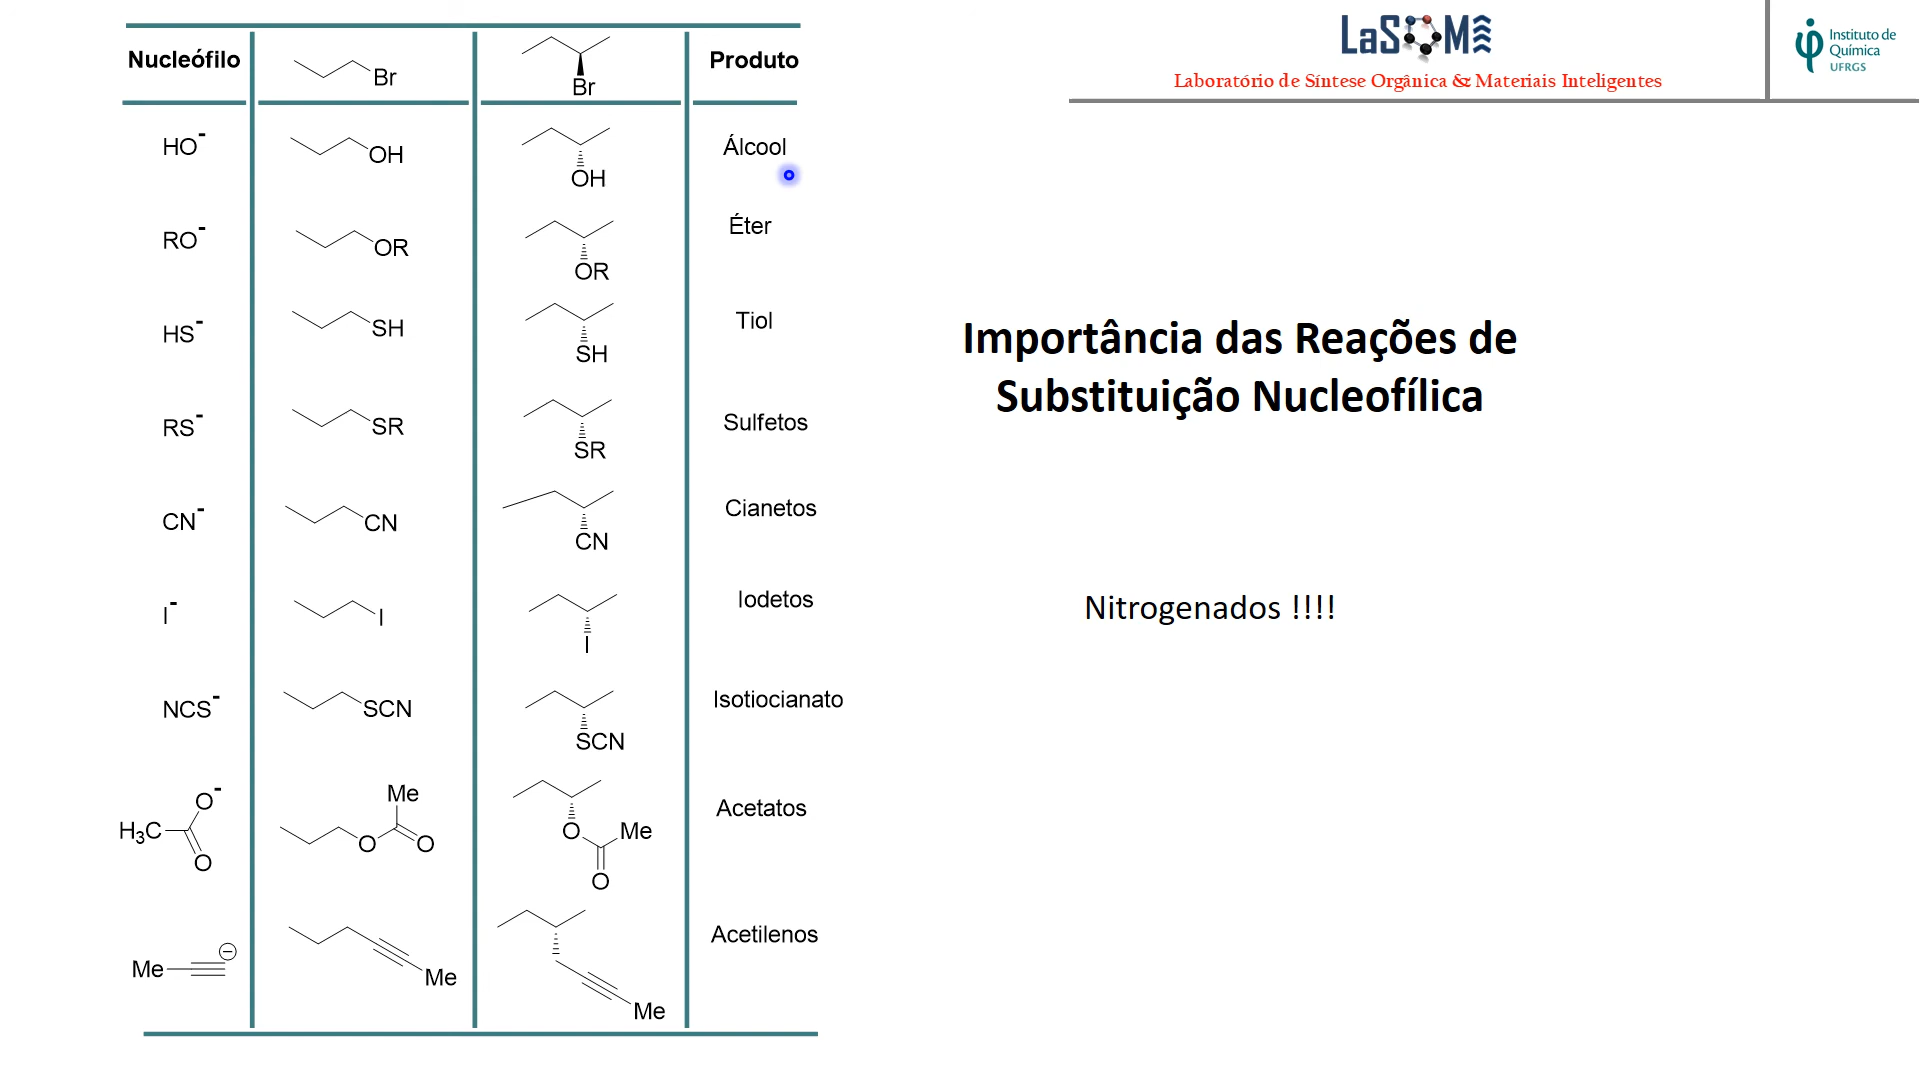 Nucleófilo Br Br Produto
HO- OH OH Álcool
RO- OR OR Éter
HS- SH SH Tiol
RS- SR SR Sulfetos
CN- CN CN Cianetos
I- I I Iodetos
NCS- SCN SCN Isotiocianato
H3C O- O O Me O O Me O Acetatos
Me − Me Me Acetilenos
LaSOMI
Laboratório de Síntese Orgânica & Materiais Inteligentes
Instituto de
Química
UFRGS
Importância das Reações de
Substituição Nucleofílica
Nitrogenados !!!!